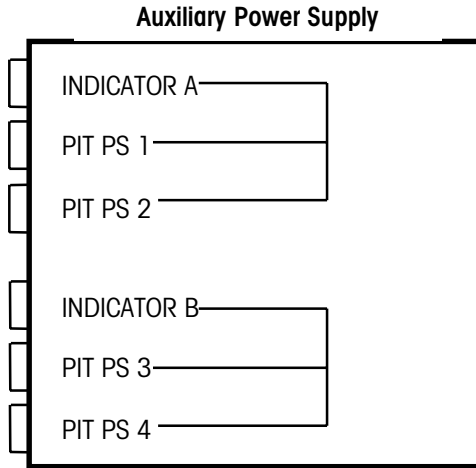 Auxiliary Power Supply
INDICATOR A
PIT PS 1
PIT PS 2
INDICATOR B
PIT PS 3
PIT PS 4